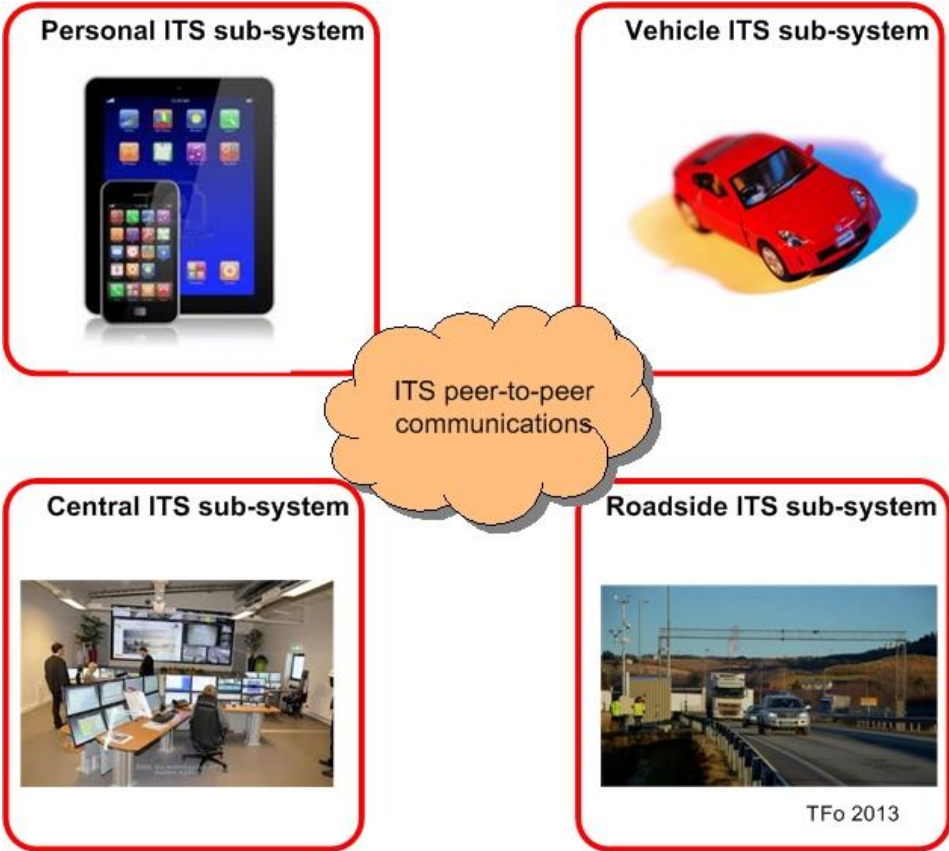 Personal ITS sub-system
Vehicle ITS sub-system
ITS peer-to-peer
communications
Central ITS sub-system
Roadside ITS sub-system
TFo 2013